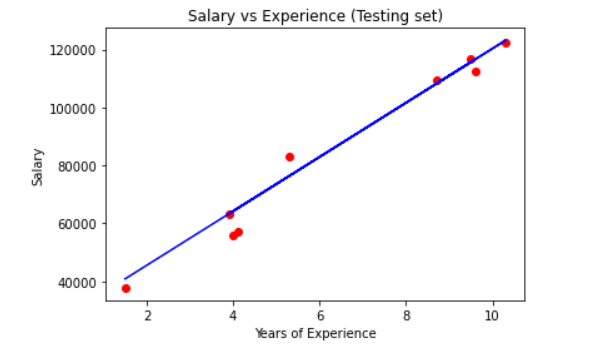 Salary vs Experience (Testing set)
120000
100000
80000
60000
40000
Salary
2 4 6 8 10
Years of Experience